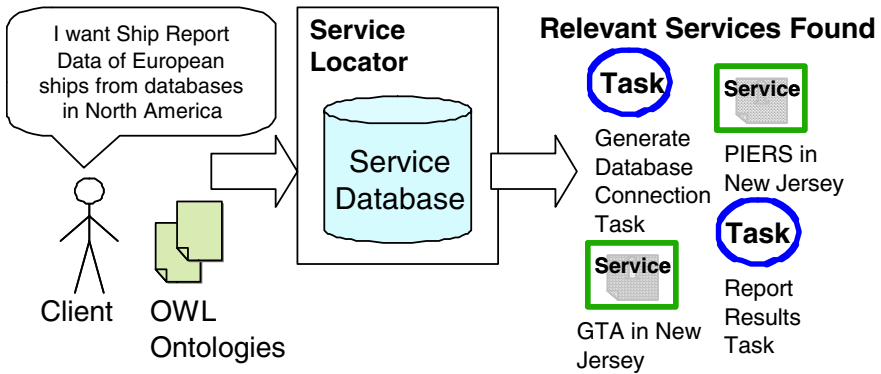 I want Ship Report
Data of European
ships from databases
in North America
Client
OWL
Ontologies
Service
Locator
Service
Database
Relevant Services Found
Task
Generate
Database
Connection
Task
Service
PIERS in
New Jersey
Service
GTA in New
Jersey
Task
Report
Results
Task